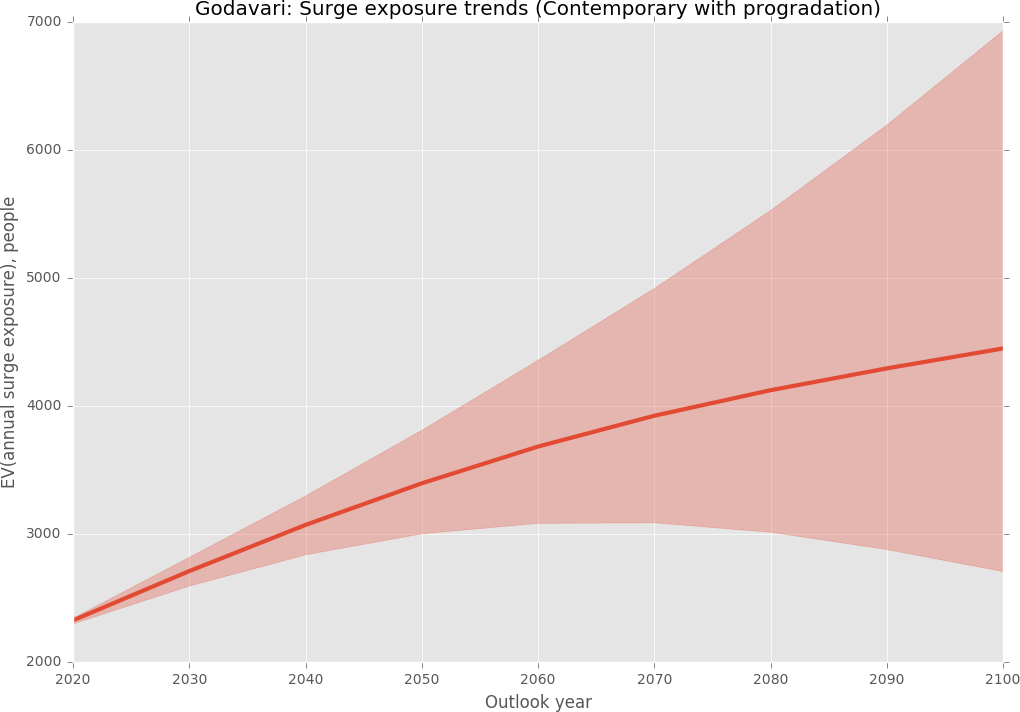 Godavari: Surge exposure trends (Contemporary with progradation)
7000
6000
5000
4000
3000
2000
EV(annual surge exposure), people
2020 2030 2040 2050 2060 2070 2080 2090 2100
Outlook year